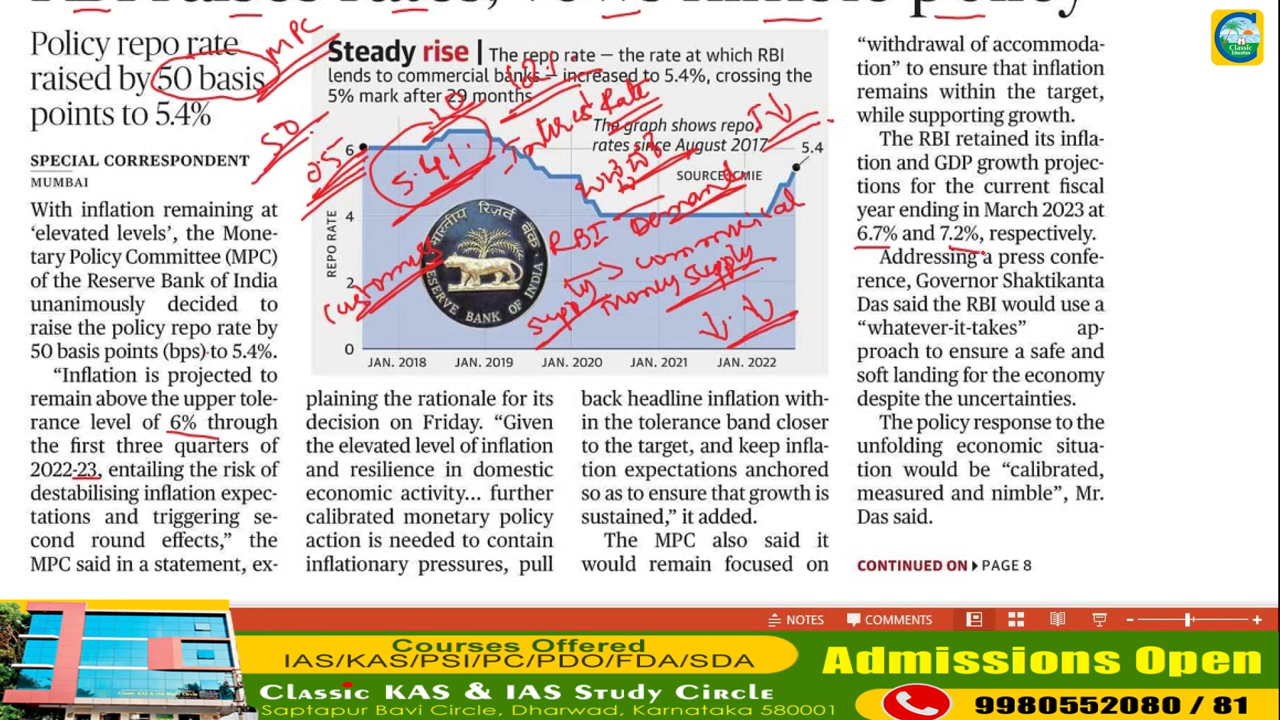 Policy repo rate
raised by 50 basis
points to 5.4%
SPECIAL CORRESPONDENT
MUMBAI
With inflation remaining at
‘elevated levels’, the Mone-
tary Policy Committee (MPC)
of the Reserve Bank of India
unanimously decided to
raise the policy repo rate by
50 basis points (bps) to 5.4%.
“Inflation is projected to
remain above the upper tole-
rance level of 6% through
the first three quarters of
2022-23, entailing the risk of
destabilising inflation expec-
tations and triggering se-
cond round effects,” the
MPC said in a statement, ex-
Steady rise | The repo rate — the rate at which RBI
lends to commercial banks — increased to 5.4%, crossing the
5% mark after 29 months
The graph shows repo
rates since August 2017
SOURCE: CMIE
5.4
6
4
2
0
REPO RATE
JAN. 2018 JAN. 2019 JAN. 2020 JAN. 2021 JAN. 2022
भारतीय रिज़र्व बैंक
RESERVE BANK OF INDIA
MPC
50
0.5
5.4%
Interest Rate
RBI
Demand
Customers
Supply
Money Supply
plaining the rationale for its
decision on Friday. “Given
the elevated level of inflation
and resilience in domestic
economic activity... further
calibrated monetary policy
action is needed to contain
inflationary pressures, pull
back headline inflation with-
in the tolerance band closer
to the target, and keep infla-
tion expectations anchored
so as to ensure that growth is
sustained,” it added.
The MPC also said it
would remain focused on
“withdrawal of accommoda-
tion” to ensure that inflation
remains within the target,
while supporting growth.
The RBI retained its infla-
tion and GDP growth projec-
tions for the current fiscal
year ending in March 2023 at
6.7% and 7.2%, respectively.
Addressing a press confe-
rence, Governor Shaktikanta
Das said the RBI would use a
“whatever-it-takes” ap-
proach to ensure a safe and
soft landing for the economy
despite the uncertainties.
The policy response to the
unfolding economic situa-
tion would be “calibrated,
measured and nimble”, Mr.
Das said.
CONTINUED ON PAGE 8
Classic
Education
NOTES COMMENTS
Courses Offered
IAS/KAS/PSI/PC/PDO/FDA/SDA
Classic KAS & IAS Study Circle
Saptapur Bavi Circle, Dharwad, Karnataka 580001
Admissions Open
9980552080 / 81